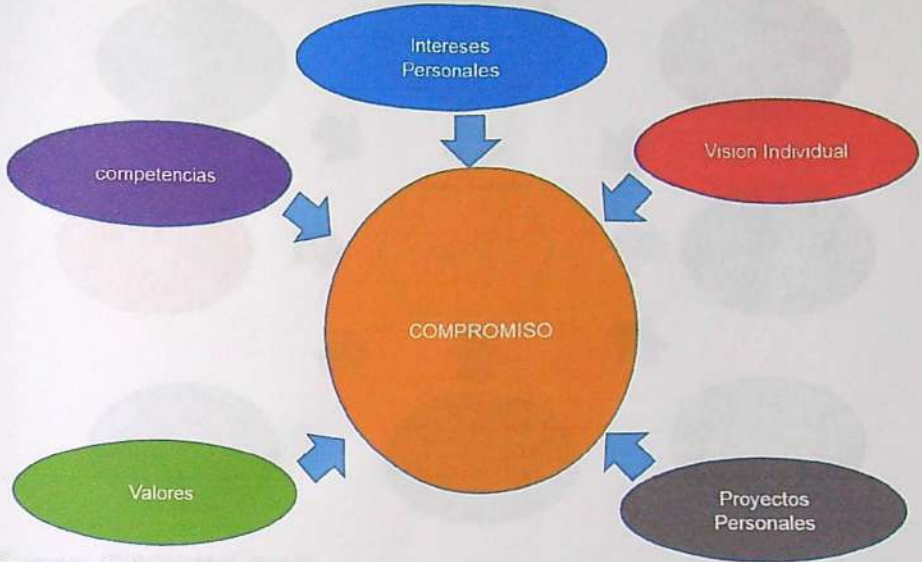 Intereses
Personales
competencias
Vision Individual
COMPROMISO
Valores
Proyectos
Personales